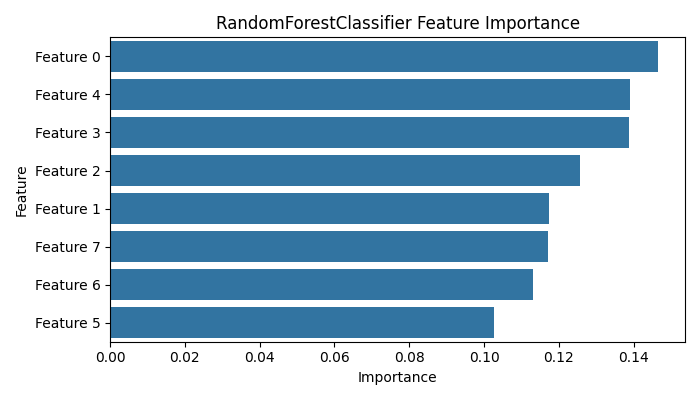 RandomForestClassifier Feature Importance
Feature 0
Feature 4
Feature 3
Feature 2
Feature 1
Feature 7
Feature 6
Feature 5
Feature
0.00 0.02 0.04 0.06 0.08 0.10 0.12 0.14
Importance